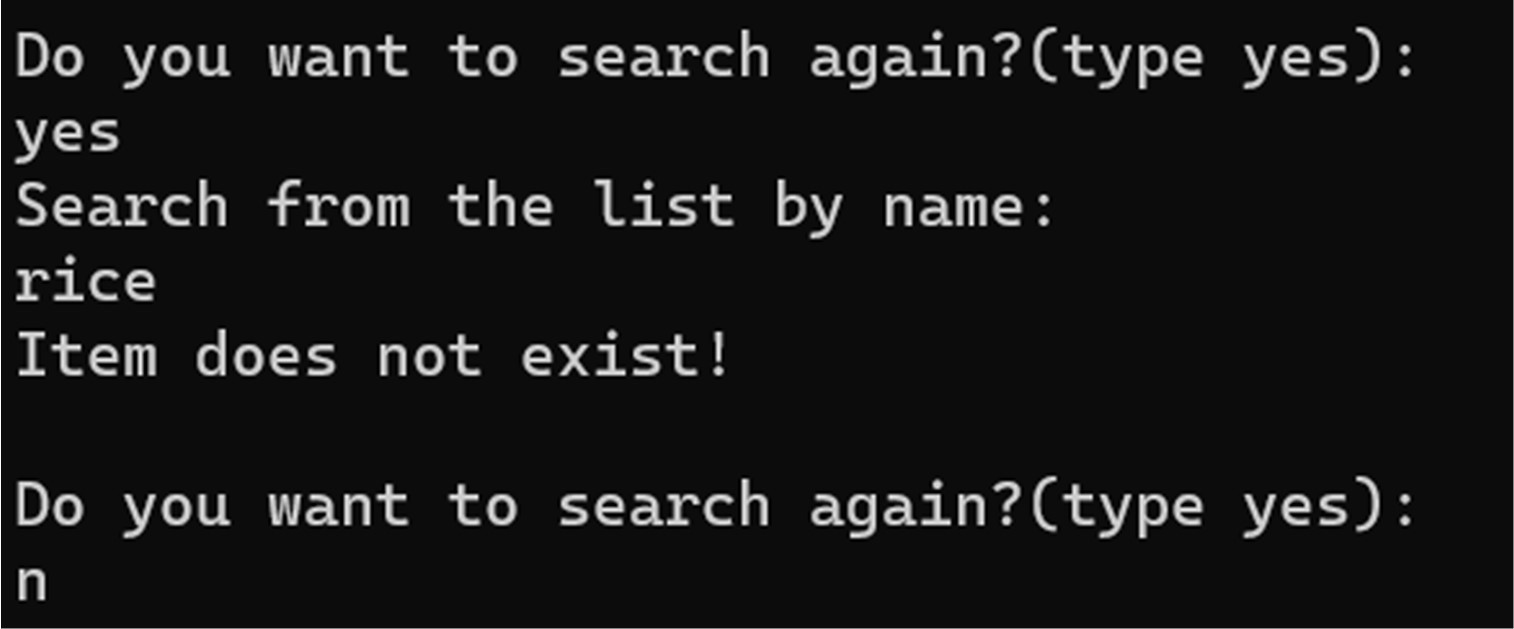 Do you want to search again?(type yes):
yes
Search from the list by name:
rice
Item does not exist!
Do you want to search again?(type yes):
n